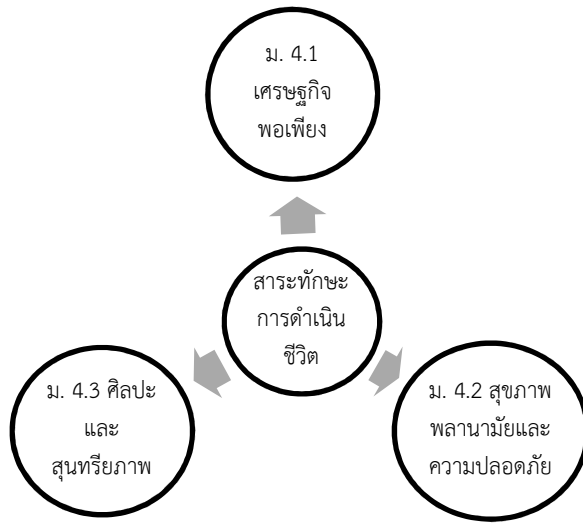 ม. 4.1
เศรษฐกิจ
พอเพียง
สาระทักษะ
การดำเนิน
ชีวิต
ม. 4.3 ศิลปะ
และ
สุนทรียภาพ
ม. 4.2 สุขภาพ
พลานามัยและ
ความปลอดภัย